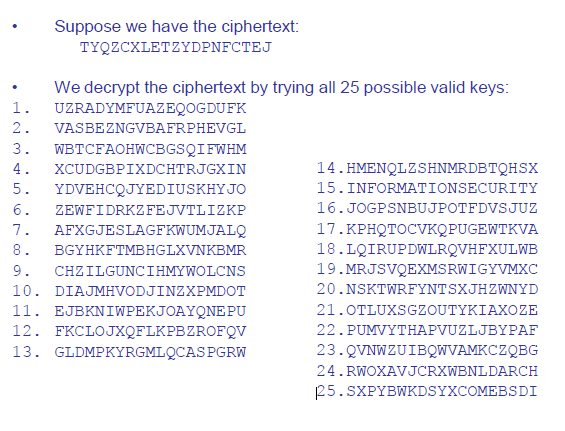 • Suppose we have the ciphertext:
TYQZCXLETZYDPNFCTEJ
• We decrypt the ciphertext by trying all 25 possible valid keys:
1. UZRADYMFUAZEQOGDUFK
2. VASBEZNGVBAFRPHEVGL
3. WBTCFAOHWCBGSQIFWHM
4. XCUDGBPIXDCHTRJGXIN
5. YDVEHCQJYEDIUSKHYJO
6. ZEWFIDRKZFEJVTLIZKP
7. AFXGJESLAGFKWUMJALQ
8. BGYHKFTMBHGLXVNKBMR
9. CHZILGUNCIHMYWOLCNS
10. DIAJMHVODJINZXPMDOT
11. EJBKNIWPEKJOAYQNEPU
12. FKCLOJXQFLKPBZROFQV
13. GLDMPKYRGMLQCASPGRW
14.HMENQLZSHNMRDBTQHSX
15.INFORMATIONSECURITY
16.JOGPSNBUJPOTFDVSJUZ
17.KPHQTOCVKQPUGEWTKVA
18.LQIRUPDWLRQVHFXULWB
19.MRJSVQEXMSRWIGYVMXC
20.NSKTWRFYNTSXJHZWNYD
21.OTLUXSGZOUTYKIAXOZE
22.PUMVYTHAPVUZLJBYPAF
23.QVNWZUIBQWVAMKCZQBG
24.RWOXAVJCRXWBNLDARCH
25.SXPYBWKDSYXCOMEBSDI